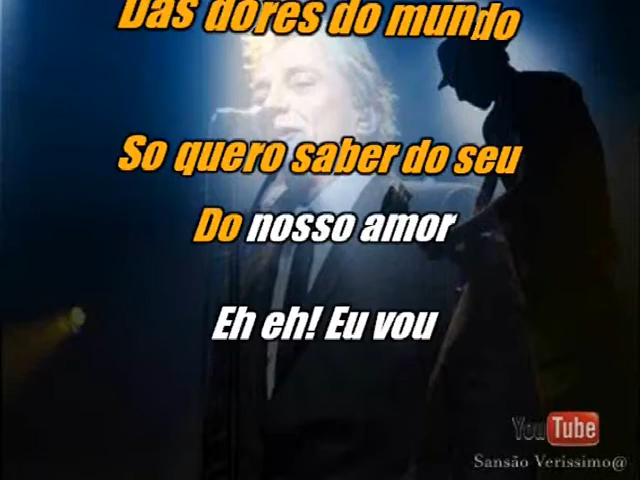 Das dores do mundo
So quero saber do seu
Do nosso amor
Eh eh! Eu vou
YouTube
Sansão Verissimo@